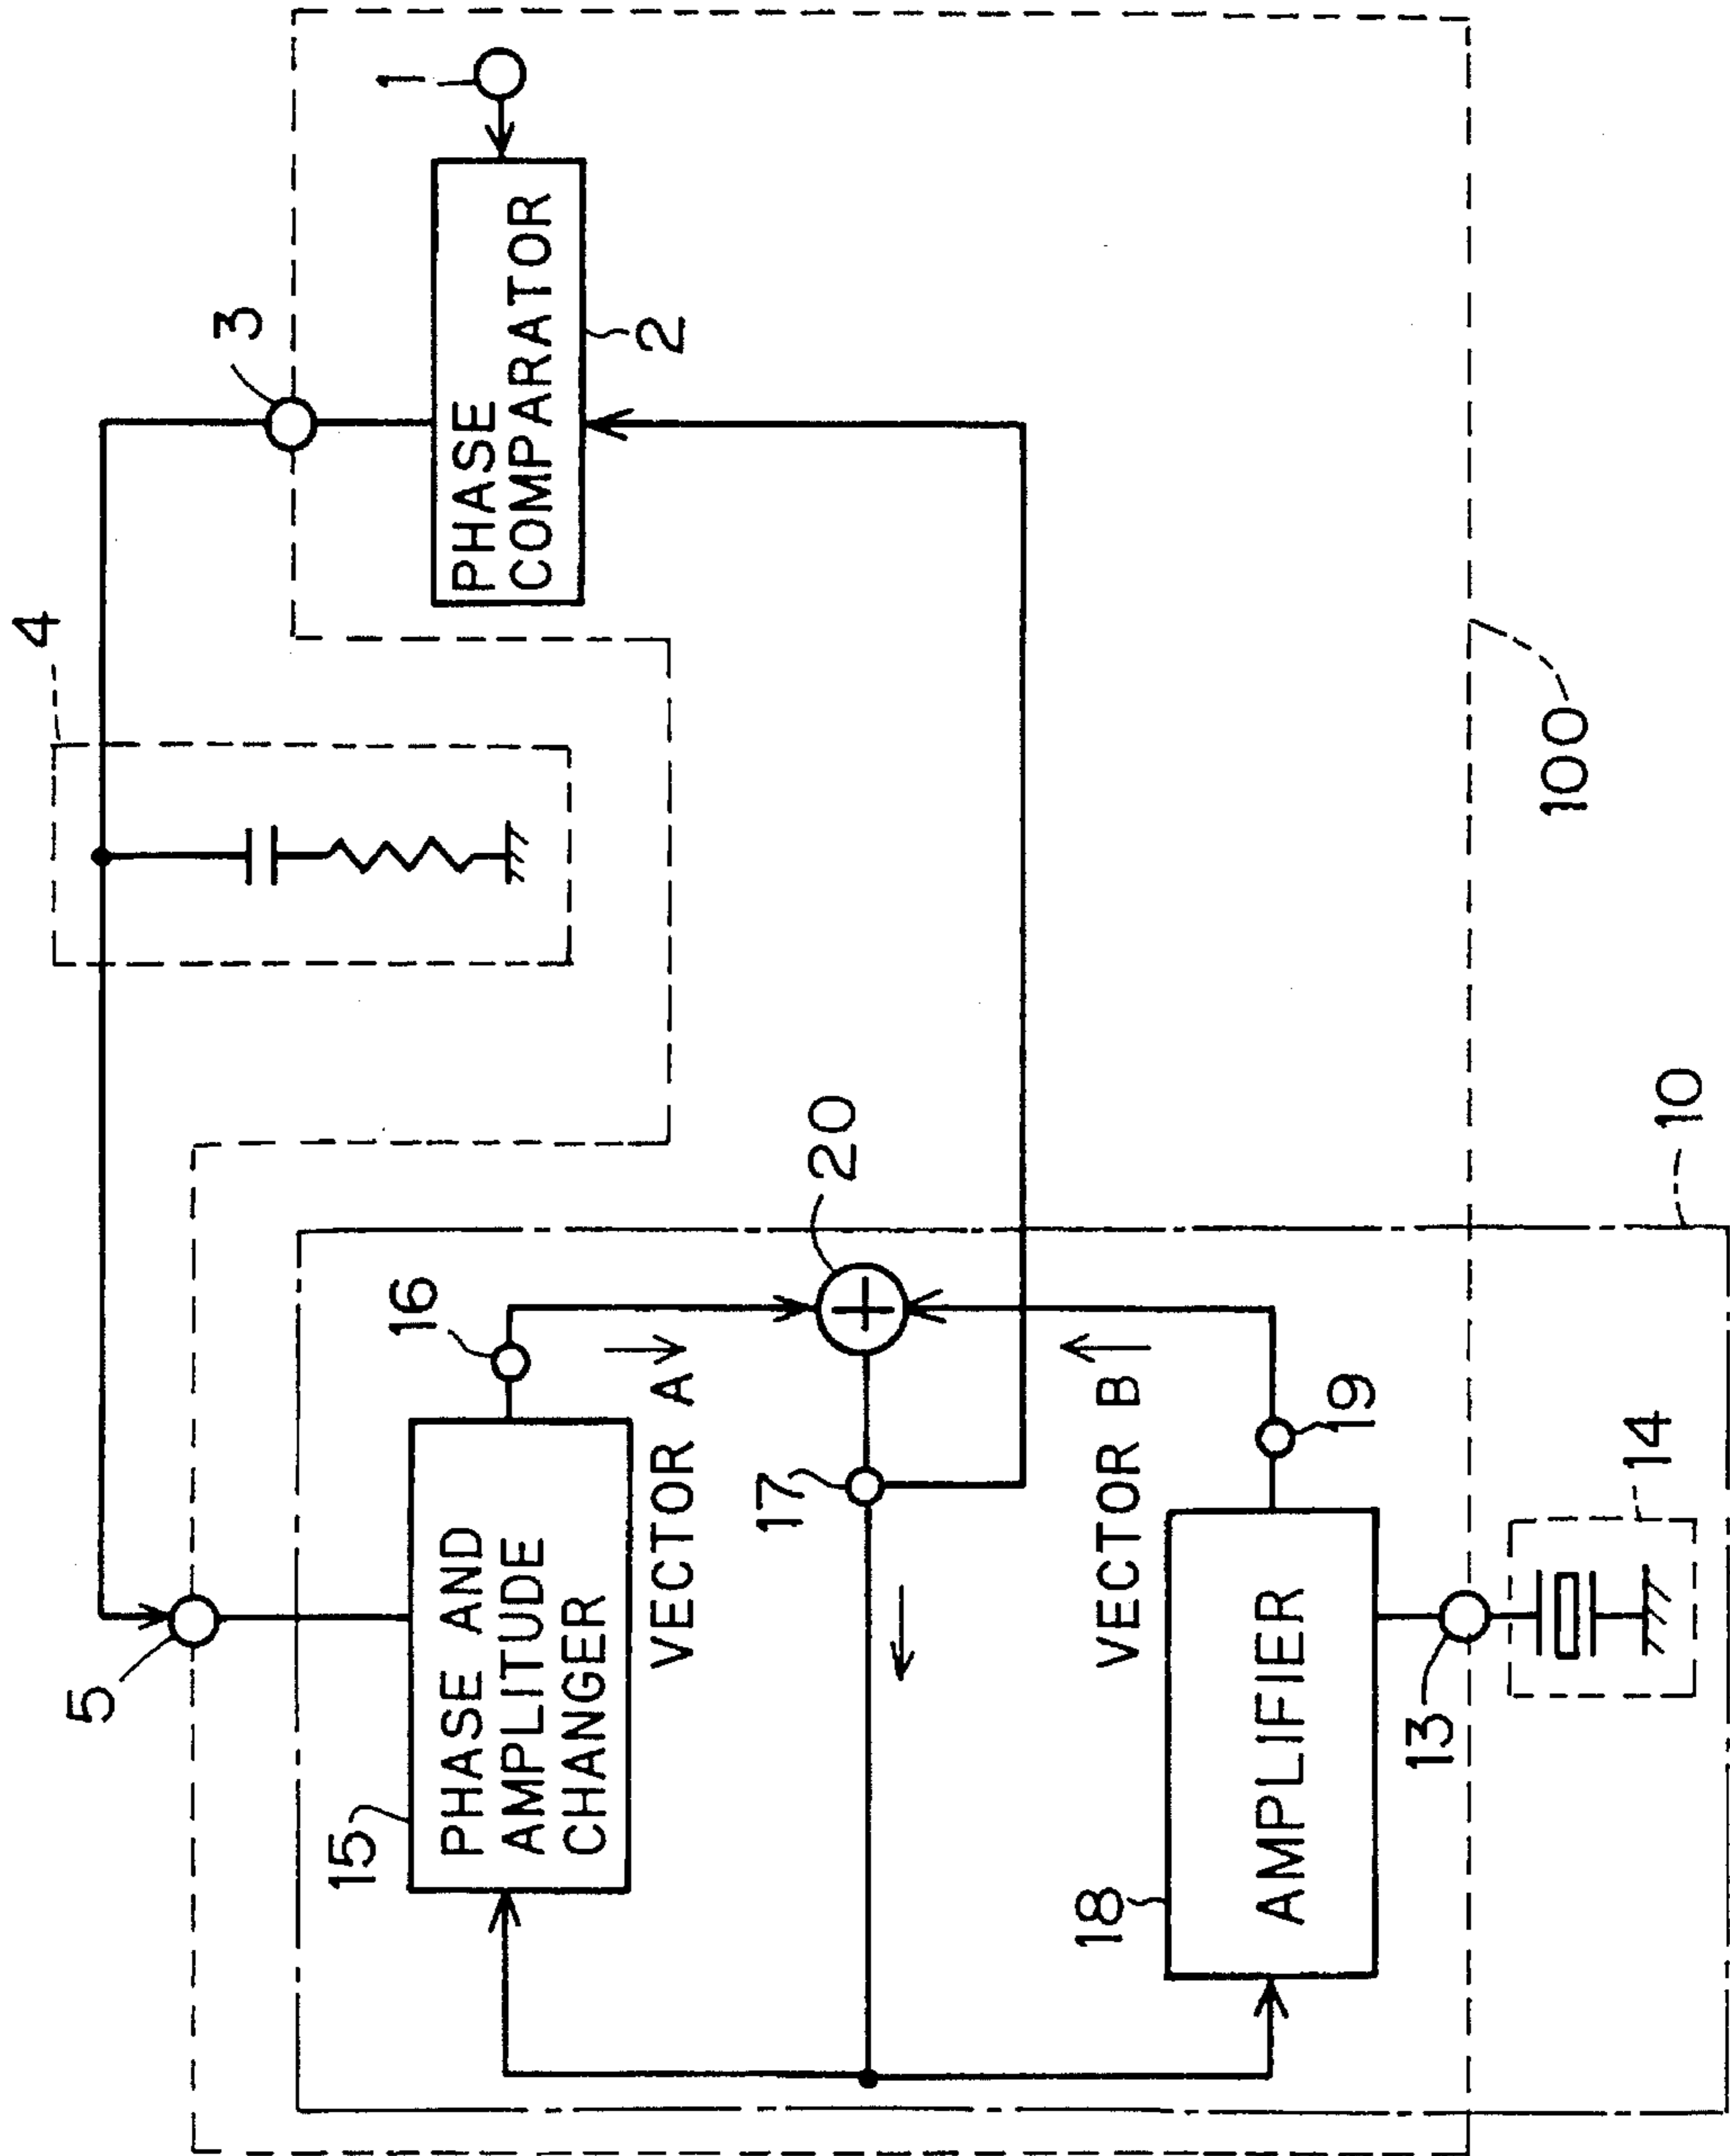 1
3
PHASE
COMPARATOR
2
4
100
5
15
PHASE AND
AMPLITUDE
CHANGER
16
VECTOR A
20
17
VECTOR B
18
AMPLIFIER
19
13
14
10